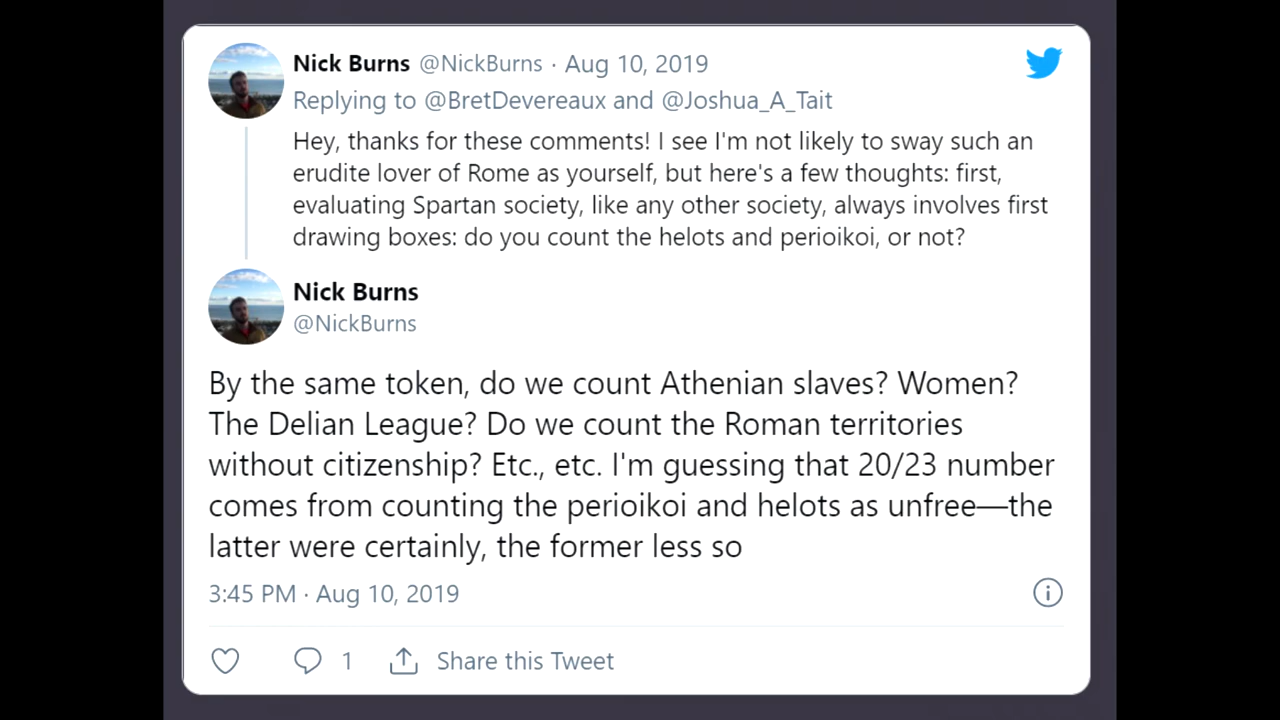 Nick Burns @NickBurns · Aug 10, 2019
Replying to @BretDevereaux and @Joshua_A_Tait
Hey, thanks for these comments! I see I'm not likely to sway such an
erudite lover of Rome as yourself, but here's a few thoughts: first,
evaluating Spartan society, like any other society, always involves first
drawing boxes: do you count the helots and perioikoi, or not?
Nick Burns
@NickBurns
By the same token, do we count Athenian slaves? Women?
The Delian League? Do we count the Roman territories
without citizenship? Etc., etc. I'm guessing that 20/23 number
comes from counting the perioikoi and helots as unfree—the
latter were certainly, the former less so
3:45 PM · Aug 10, 2019
1 Share this Tweet